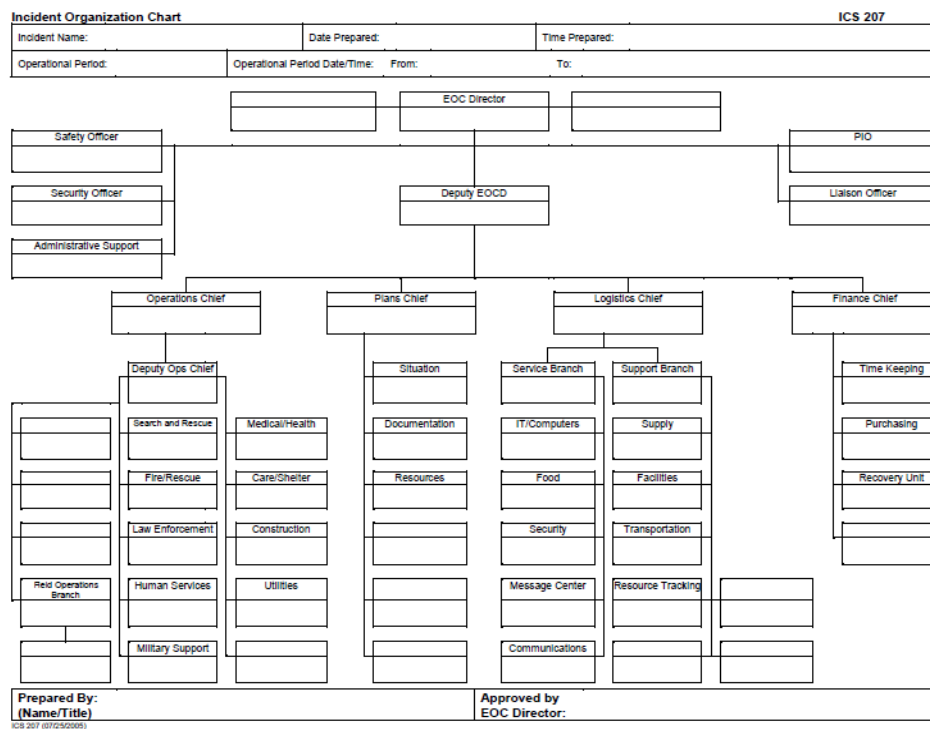 Incident Organization Chart
ICS 207
Incident Name:
Date Prepared:
Time Prepared:
Operational Period:
Operational Period Date/Time: From:
To:
EOC Director
Safety Officer
PIO
Security Officer
Deputy EOCD
Liaison Officer
Administrative Support
Operations Chief
Plans Chief
Logistics Chief
Finance Chief
Deputy Ops Chief
Situation
Service Branch
Support Branch
Time Keeping
Search and Rescue
Medical/Health
Documentation
IT/Computers
Supply
Purchasing
Fire/Rescue
Care/Shelter
Resources
Food
Facilities
Recovery Unit
Law Enforcement
Construction
Security
Transportation
Reid Operations
Branch
Human Services
Utilities
Message Center
Resource Tracking
Military Support
Communications
Prepared By:
(Name/Title)
Approved by
EOC Director:
ICS 207 (07/25/2005)